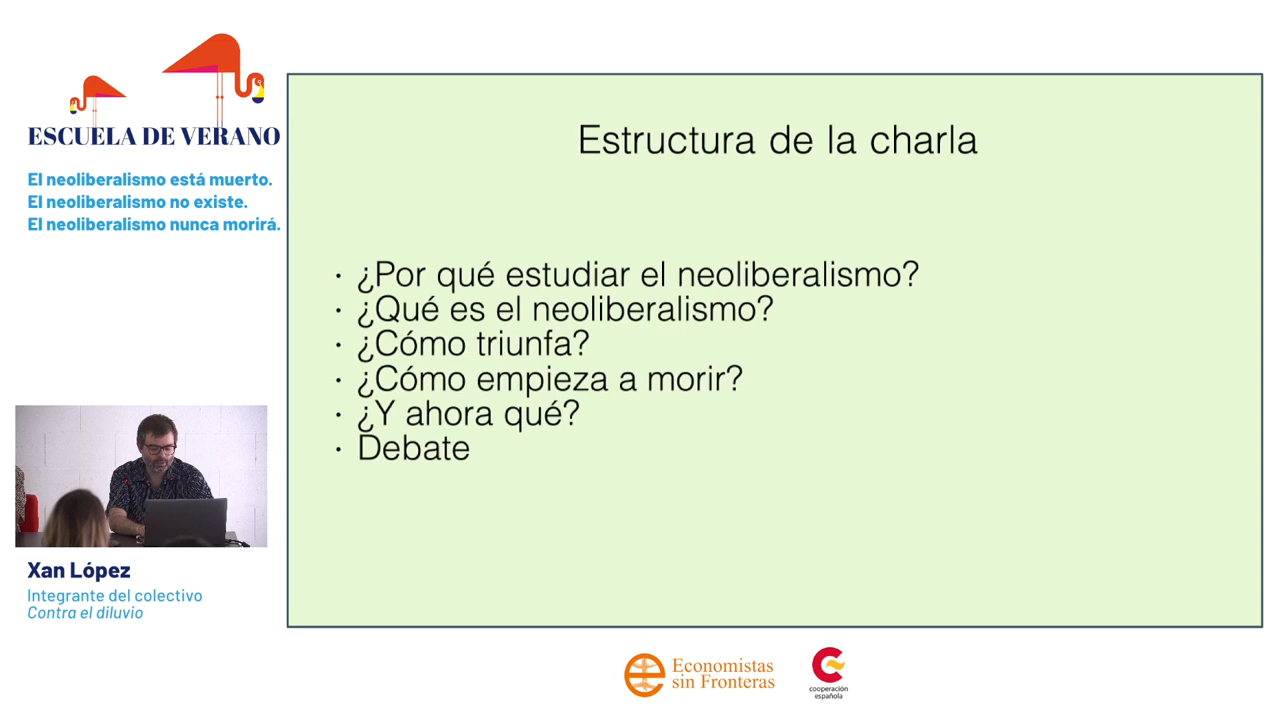 ESCUELA DE VERANO
El neoliberalismo está muerto.
El neoliberalismo no existe.
El neoliberalismo nunca morirá.
Estructura de la charla
· ¿Por qué estudiar el neoliberalismo?
· ¿Qué es el neoliberalismo?
· ¿Cómo triunfa?
· ¿Cómo empieza a morir?
· ¿Y ahora qué?
· Debate
Xan López
Integrante del colectivo
Contra el diluvio
Economistas
sin Fronteras
cooperación
española